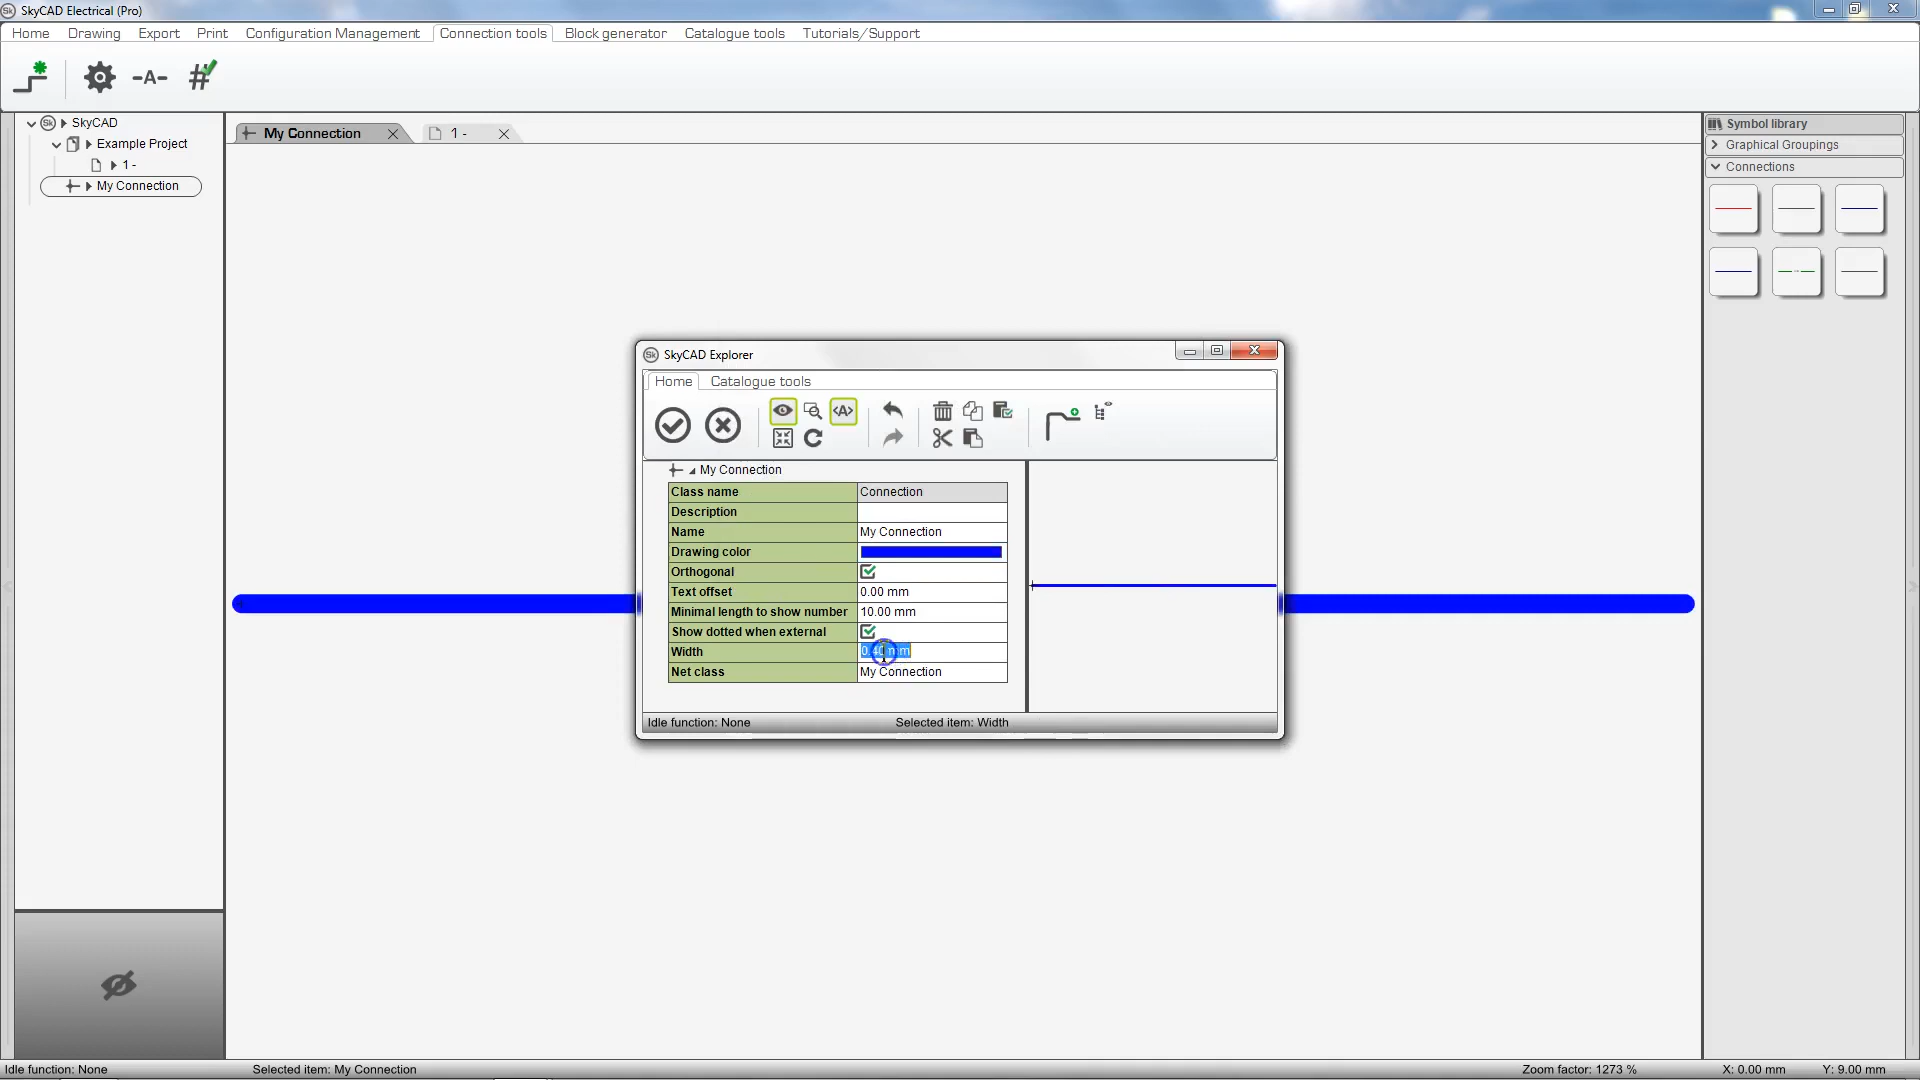 SkyCAD Electrical (Pro)
Home Drawing Export Print Configuration Management Connection tools Block generator Catalogue tools Tutorials/Support
-A- #
SkyCAD
Example Project
1 -
My Connection
My Connection
1 -
Symbol library
Graphical Groupings
Connections
SkyCAD Explorer
Home Catalogue tools
<A>
My Connection
Class name Connection
Description
Name My Connection
Drawing color
Orthogonal
Text offset 0.00 mm
Minimal length to show number 10.00 mm
Show dotted when external
Width 0.40 mm
Net class My Connection
Idle function: None Selected item: Width
Idle function: None Selected item: My Connection Zoom factor: 1273 % X: 0.00 mm Y: 9.00 mm